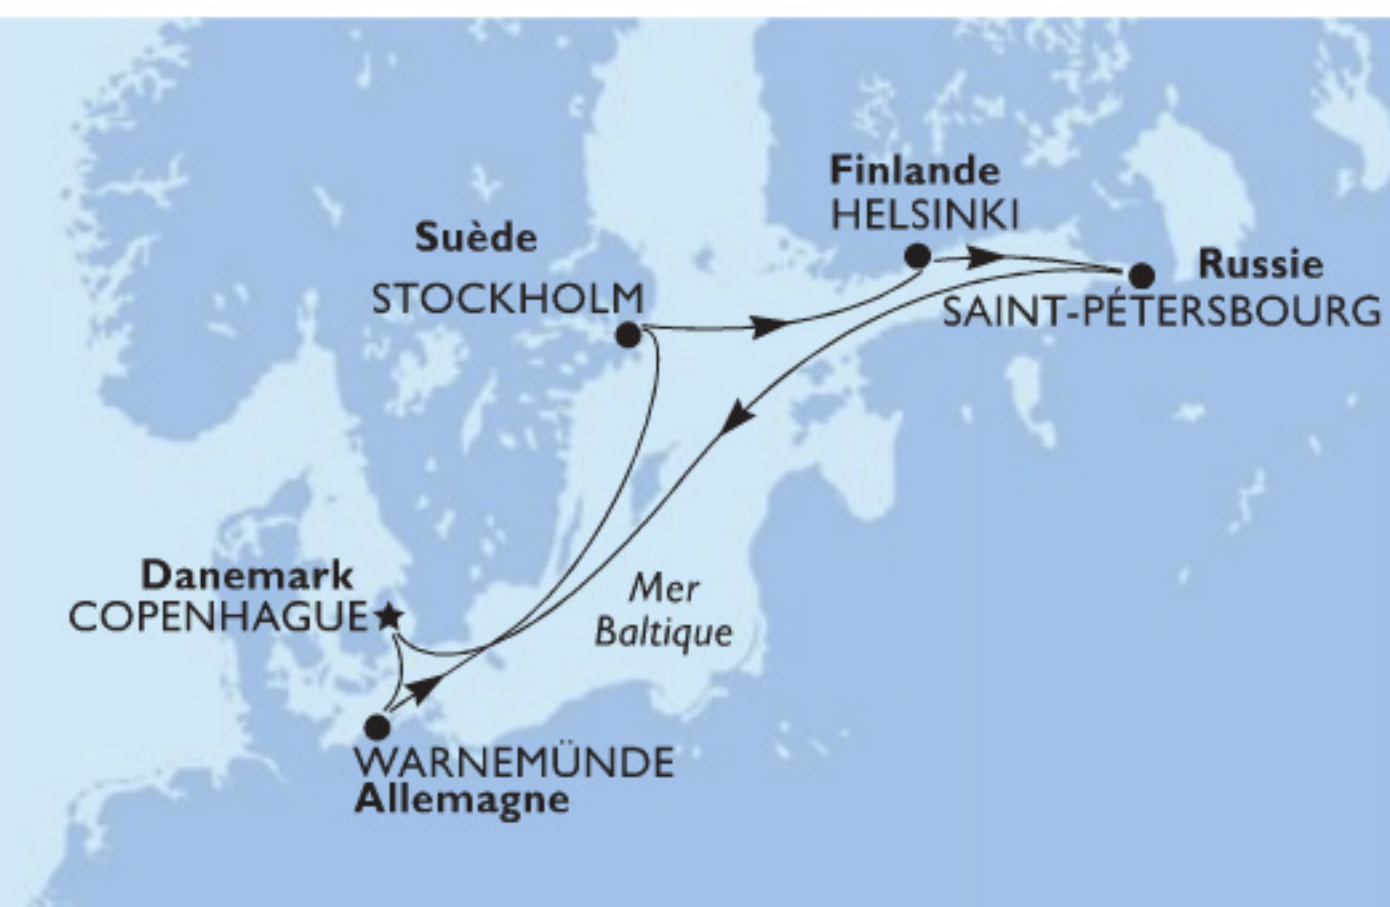 Finlande
HELSINKI
Suède
STOCKHOLM
Russie
SAINT-PÉTERSBOURG
Danemark
COPENHAGUE
Mer
Baltique
WARNEMÜNDE
Allemagne